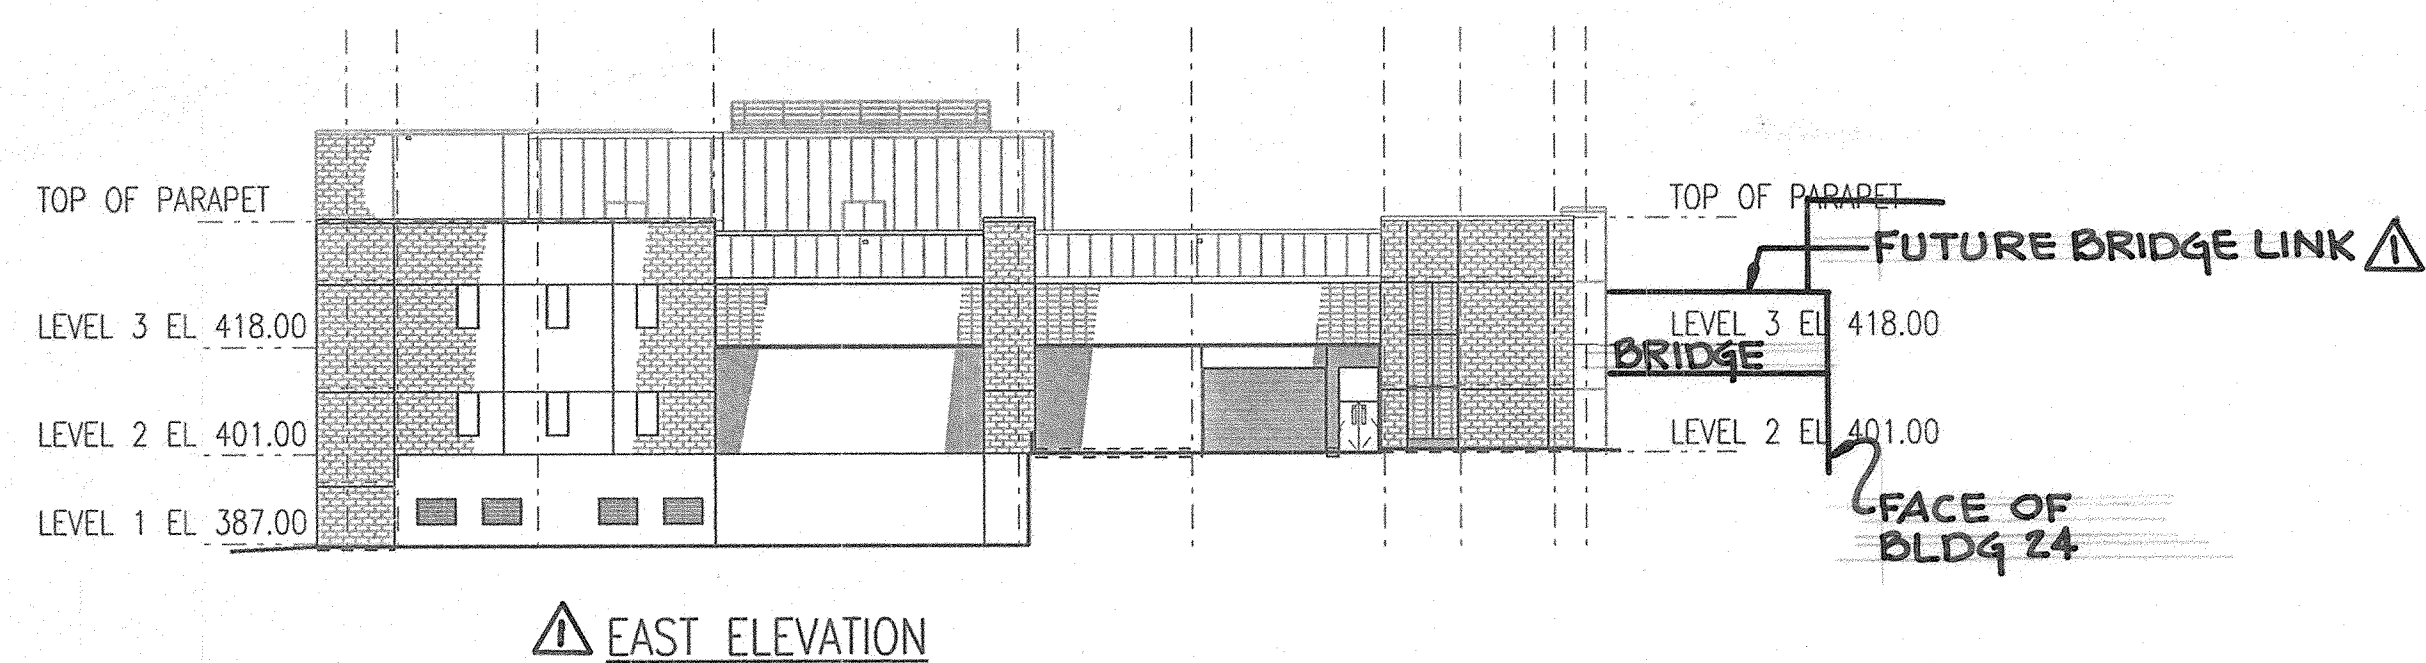 TOP OF PARAPET
TOP OF PARAPET
FUTURE BRIDGE LINK 1
LEVEL 3 EL 418.00
LEVEL 3 EL 418.00
BRIDGE
LEVEL 2 EL 401.00
LEVEL 2 EL 401.00
LEVEL 1 EL 387.00
FACE OF
BLDG 24
1 EAST ELEVATION